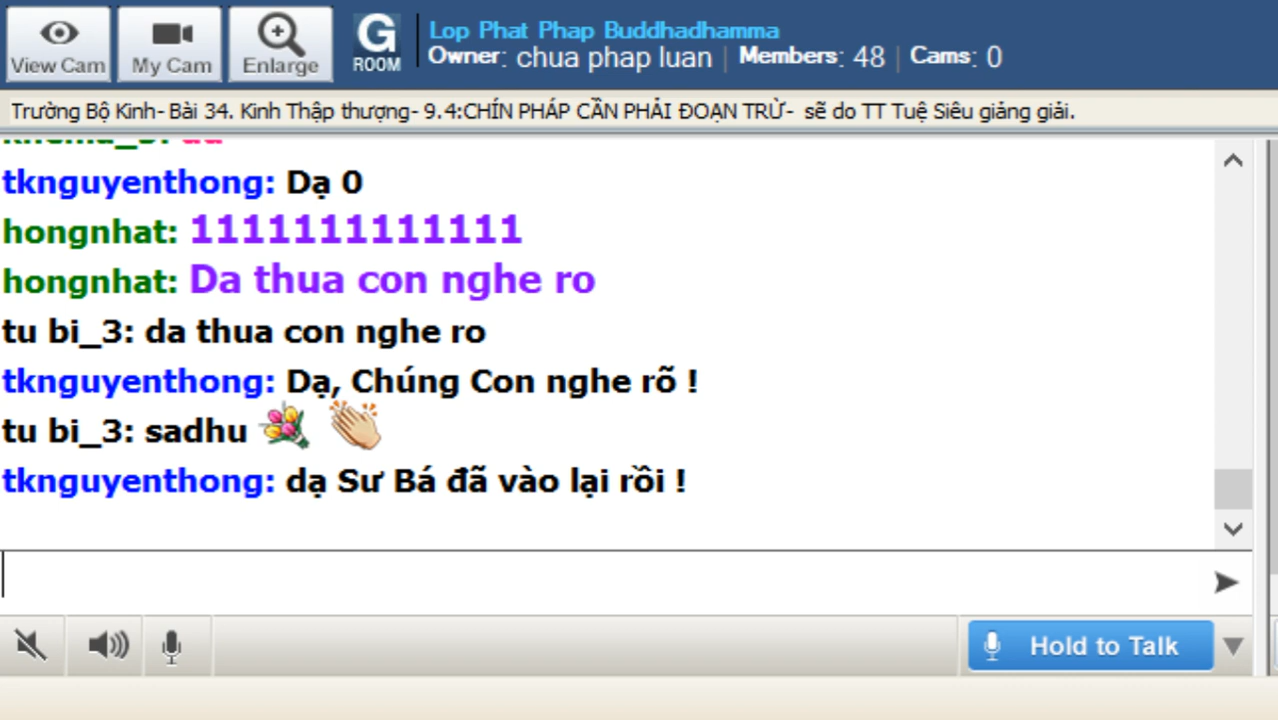 View Cam
My Cam
Enlarge
G
ROOM
Lop Phat Phap Buddhadhamma
Owner: chua phap luan | Members: 48 | Cams: 0
Trường Bộ Kinh- Bài 34. Kinh Thập thượng- 9.4:CHÍN PHÁP CẦN PHẢI ĐOẠN TRỪ- sẽ do TT Tuệ Siêu giảng giải.
tknguyenthong: Dạ 0
hongnhat: 1111111111111
hongnhat: Da thua con nghe ro
tu bi_3: da thua con nghe ro
tknguyenthong: Dạ, Chúng Con nghe rõ !
tu bi_3: sadhu
tknguyenthong: dạ Sư Bá đã vào lại rồi !
Hold to Talk